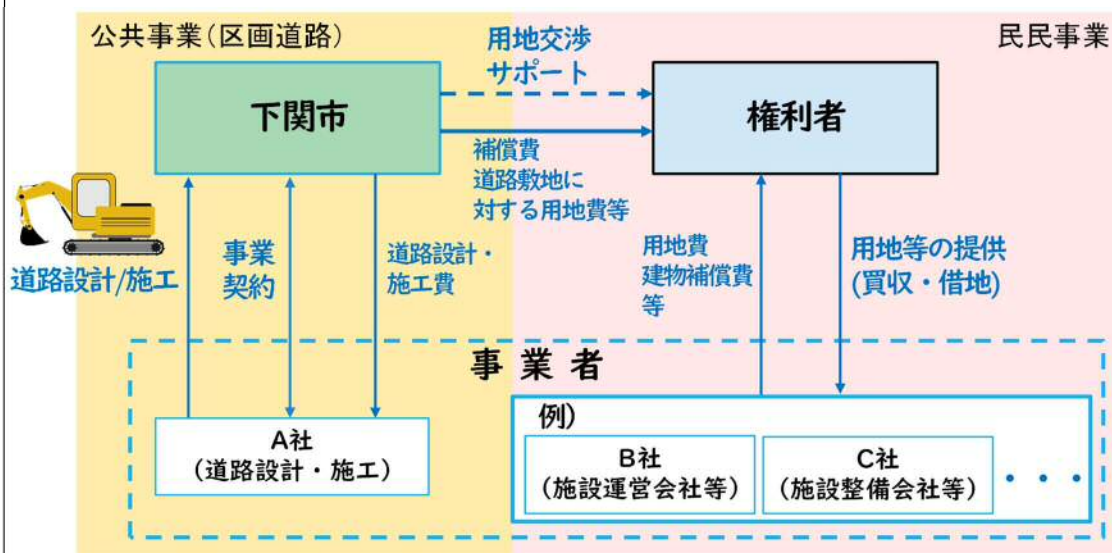 公共事業(区画道路)
民民事業
用地交渉
サポート
下関市
権利者
補償費
道路敷地に
対する用地費等
道路設計/施工
事業
契約
道路設計・
施工費
用地費
建物補償費
等
用地等の提供
(買収・借地)
事業者
A社
(道路設計・施工)
例)
B社
(施設運営会社等)
C社
(施設整備会社等)
・・・